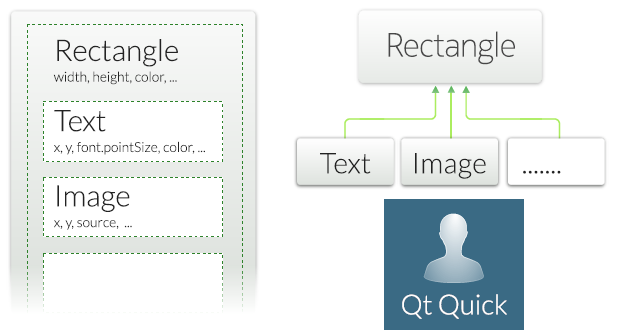 Rectangle
width, height, color, ...
Text
x, y, font.pointSize, color, ...
Image
x, y, source,  ...
Rectangle
Text
Image
.......
Qt Quick